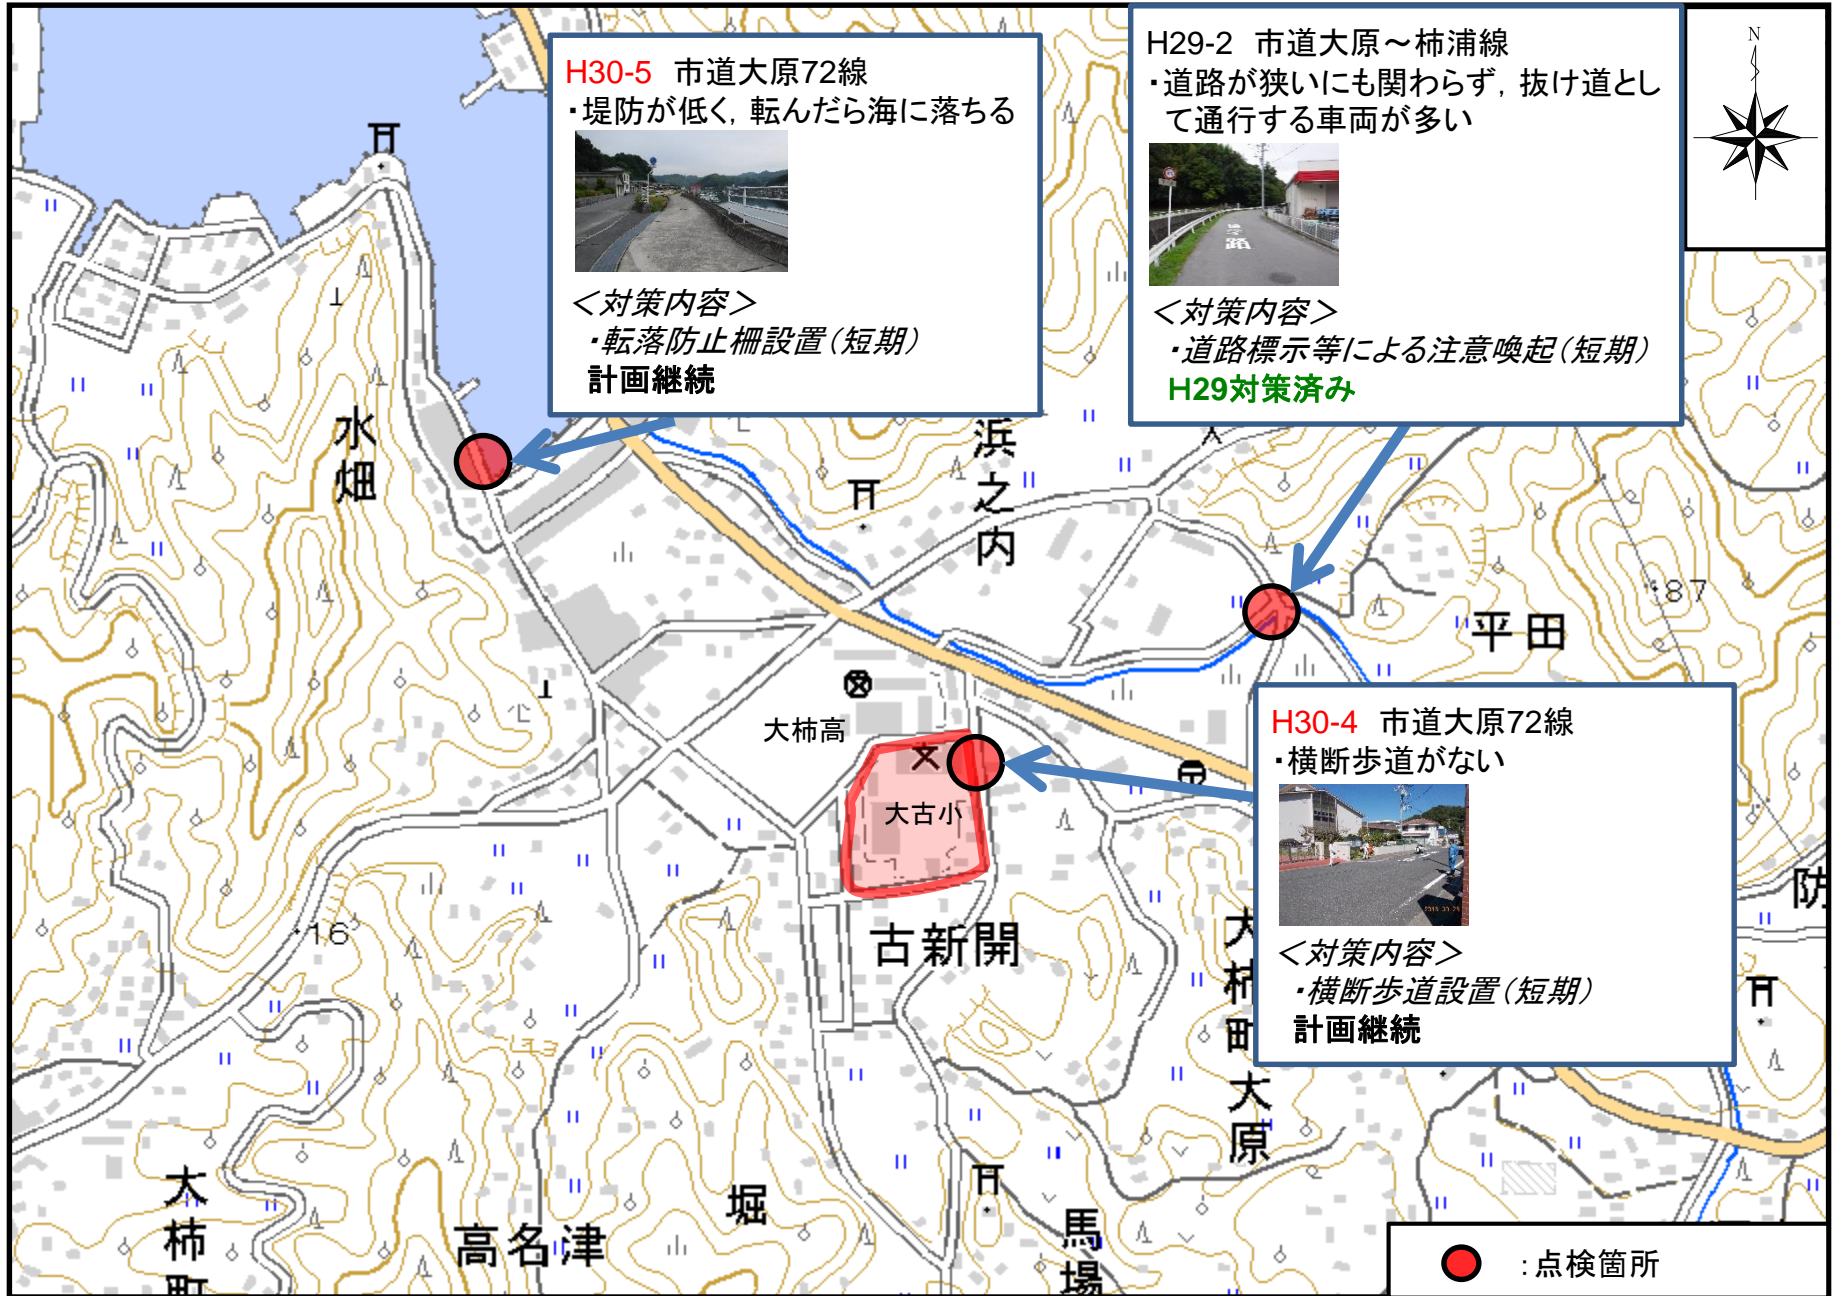 H30-5 市道大原72線
・堤防が低く，転んだら海に落ちる
＜対策内容＞
・転落防止柵設置（短期）
計画継続
H29-2 市道大原～柿浦線
・道路が狭いにも関わらず，抜け道とし
て通行する車両が多い
路
＜対策内容＞
・道路標示等による注意喚起（短期）
H29対策済み
N
水畑
浜之内
平田
・87
大柿高
大古小
古新開
・16
H30-4 市道大原72線
・横断歩道がない
＜対策内容＞
・横断歩道設置（短期）
計画継続
防
大柿町大原
大柿町
高名津
堀
馬場
：点検箇所